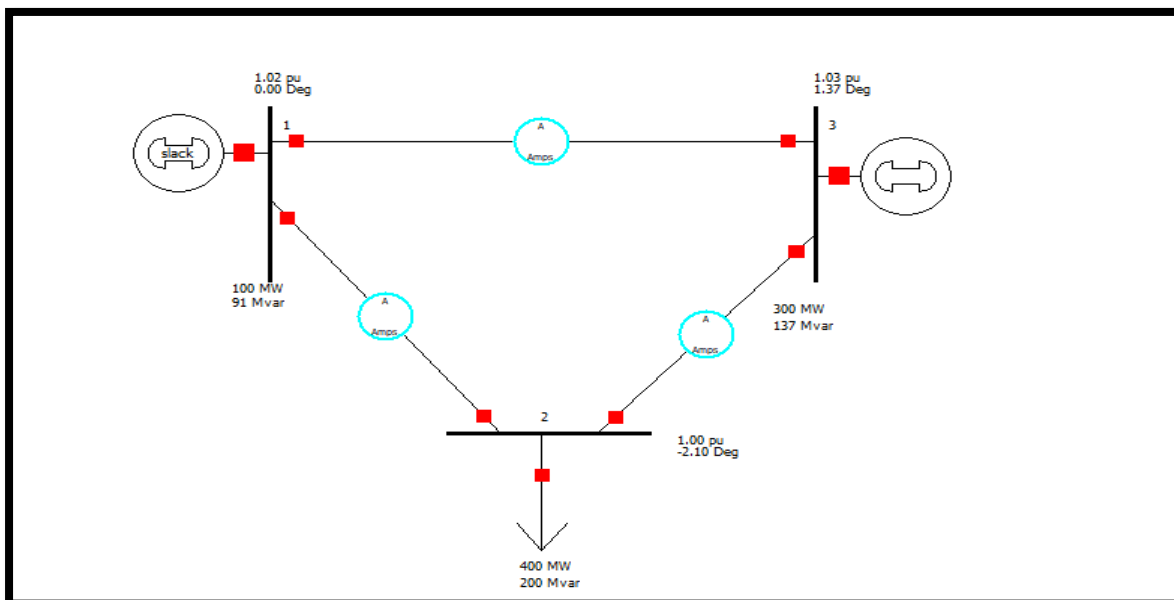 1.02 pu
0.00 Deg
1.03 pu
1.37 Deg
1
A
3
slack
Amps
100 MW
91 Mvar
A
Amps
A
Amps
300 MW
137 Mvar
2
1.00 pu
-2.10 Deg
400 MW
200 Mvar